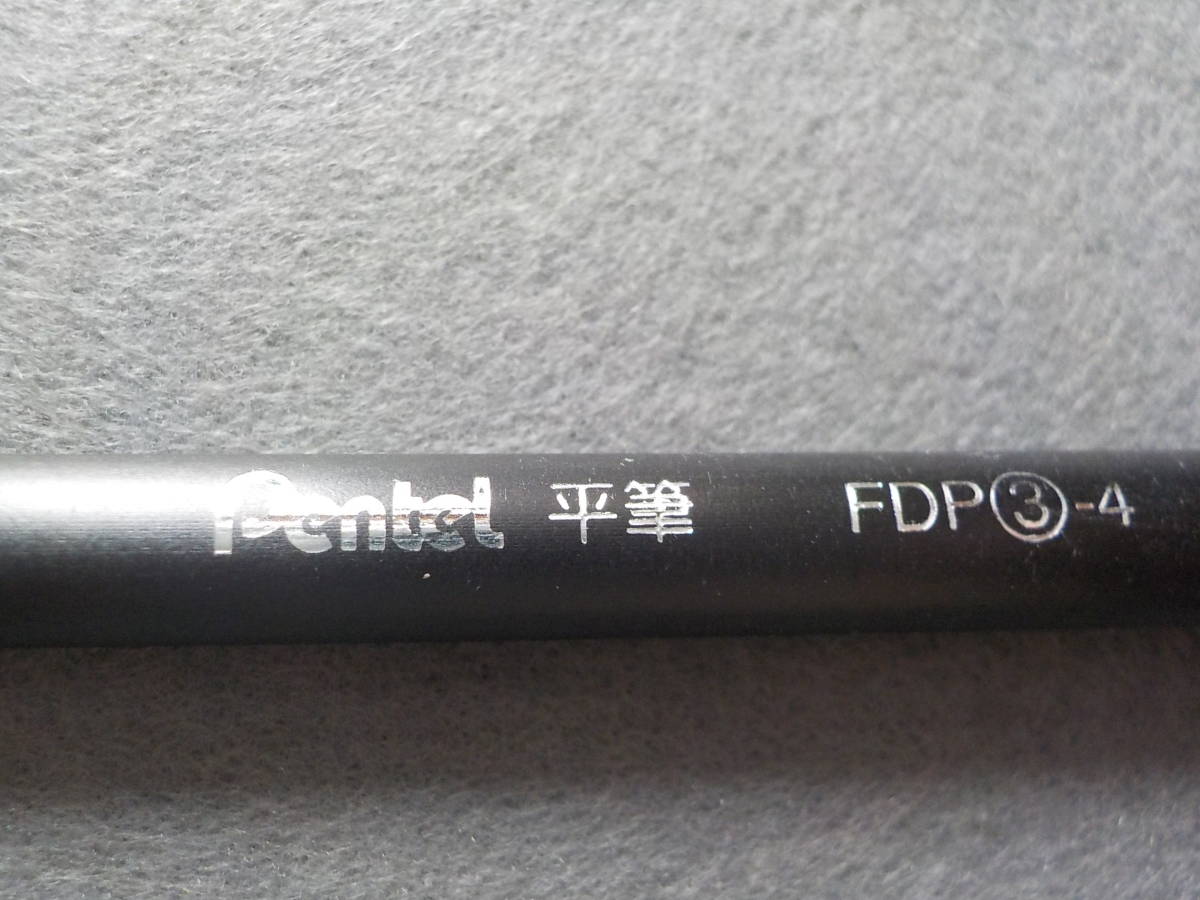 Pentel 平筆 FDP③-4